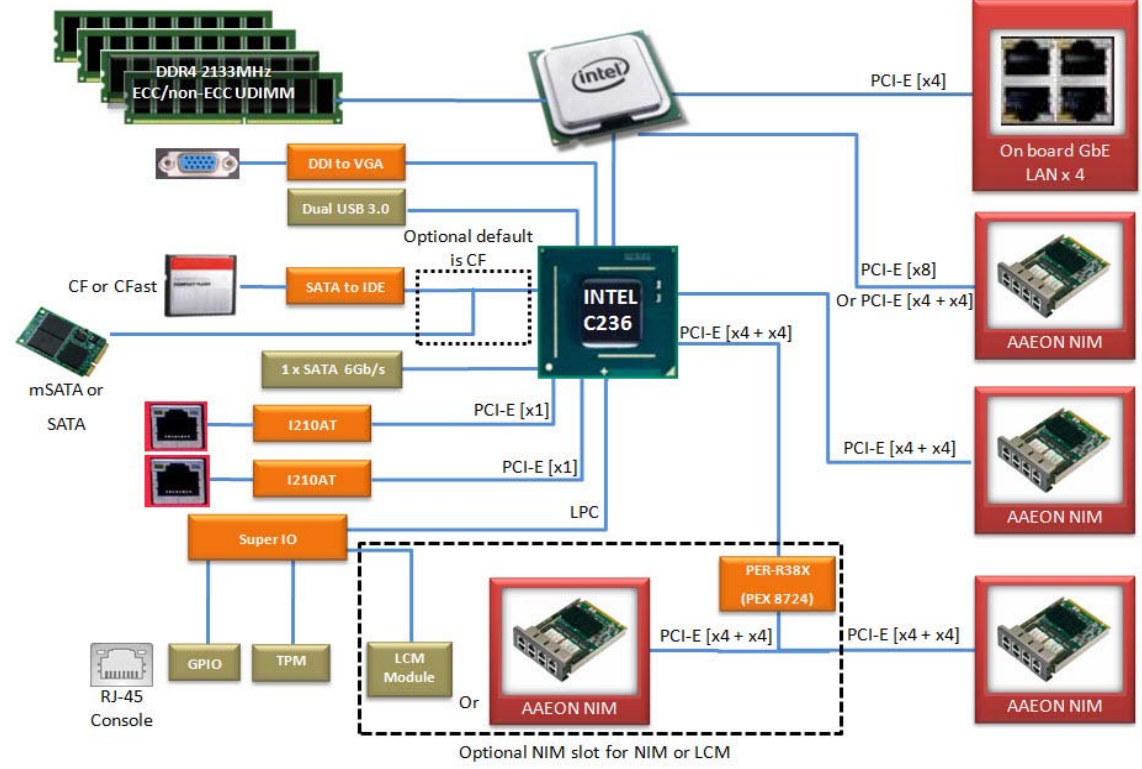 DDR4 2133MHz
ECC/non-ECC UDIMM
intel
PCI-E [x4]
On board GbE
LAN x 4
DDI to VGA
Dual USB 3.0
Optional default
is CF
CF or CFast
SATA to IDE
INTEL
C236
PCI-E [x8]
Or PCI-E [x4 + x4]
AAEON NIM
PCI-E [x4 + x4]
mSATA or
SATA
1 x SATA 6Gb/s
PCI-E [x1]
I210AT
PCI-E [x1]
I210AT
PCI-E [x4 + x4]
AAEON NIM
LPC
Super IO
PER-R38X
(PEX 8724)
PCI-E [x4 + x4]
PCI-E [x4 + x4]
GPIO
TPM
LCM
Module
RJ-45
Console
Or
AAEON NIM
AAEON NIM
Optional NIM slot for NIM or LCM